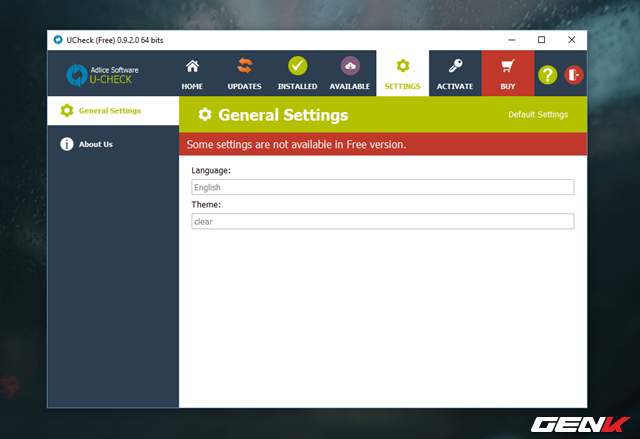 UCheck (Free) 0.9.2.0 64 bits
Adlice Software
U-CHECK
HOME
UPDATES
INSTALLED
AVAILABLE
SETTINGS
ACTIVATE
BUY
?
General Settings
i
About Us
General Settings
Default Settings
Some settings are not available in Free version.
Language:
English
Theme:
clear
GENK